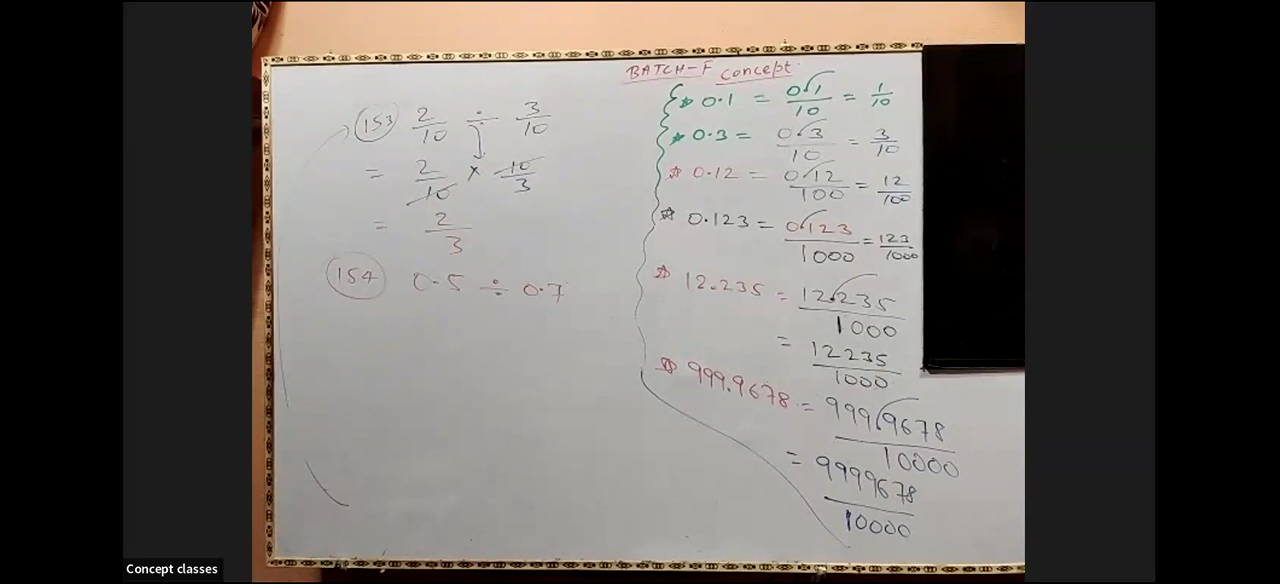 BATCH-F Concept
153 2/10 ÷ 3/10
= 2/10 × 10/3
= 2/3
154 0.5 ÷ 0.7
☆ 0.1 = 0.1/10 = 1/10
☆ 0.3 = 0.3/10 = 3/10
☆ 0.12 = 0.12/100 = 12/100
☆ 0.123 = 0.123/1000 = 123/1000
☆ 12.235 = 12.235/1000
= 12235/1000
☆ 999.9678 = 999.9678/10000
= 9999678/10000
Concept classes